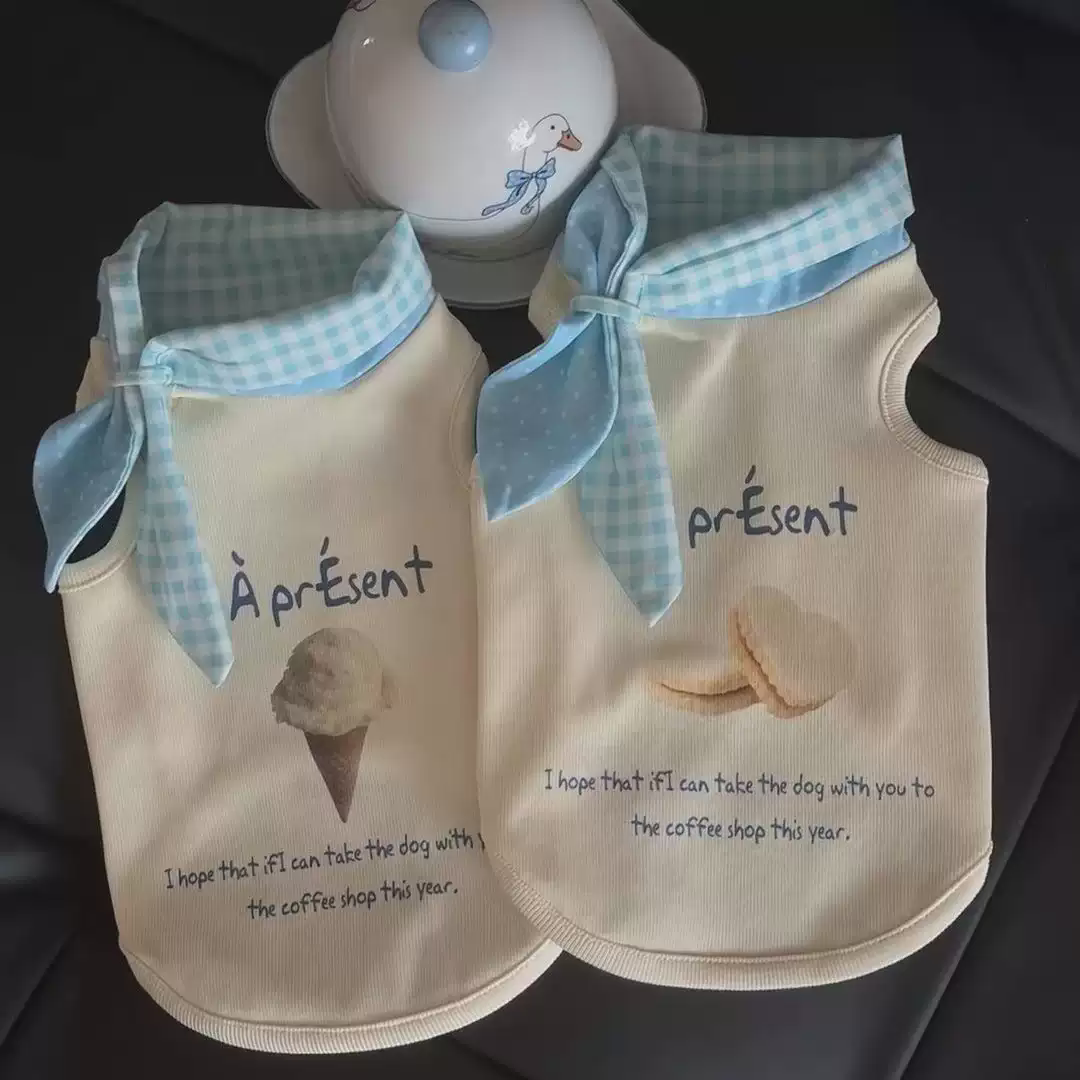 À prÉsent
I hope that ifI can take the dog with
the coffee shop this year.
prÉsent
I hope that ifI can take the dog with you to
the coffee shop this year.